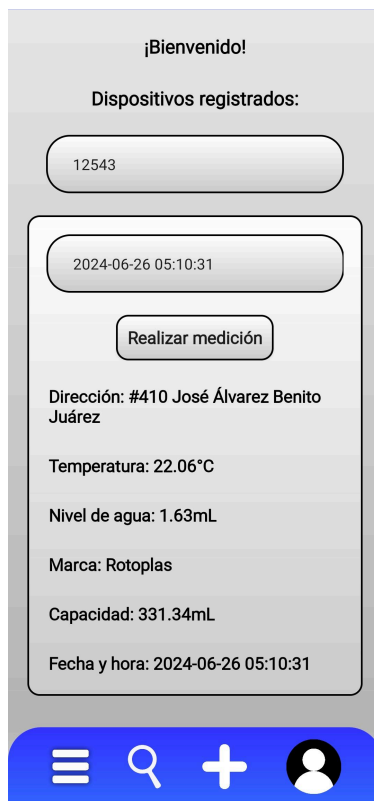 ¡Bienvenido!
Dispositivos registrados:
12543
2024-06-26 05:10:31
Realizar medición
Dirección: #410 José Álvarez Benito
Juárez
Temperatura: 22.06°C
Nivel de agua: 1.63mL
Marca: Rotoplas
Capacidad: 331.34mL
Fecha y hora: 2024-06-26 05:10:31